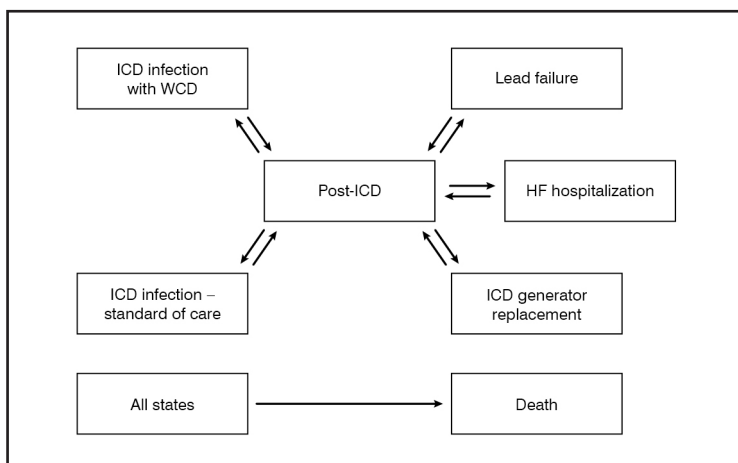 ICD infection
with WCD
Lead failure
Post-ICD
HF hospitalization
ICD infection –
standard of care
ICD generator
replacement
All states
Death